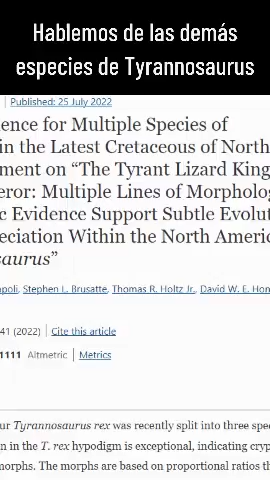 Hablemos de las demás
especies de Tyrannosaurus
Published: 25 July 2022
ence for Multiple Species of
in the Latest Cretaceous of North
ment on “The Tyrant Lizard King
eror: Multiple Lines of Morpholog
c Evidence Support Subtle Evolut
eciation Within the North America
saurus”
poli, Stephen L. Brusatte, Thomas R. Holtz Jr., David W. E. Hon
41 (2022) | Cite this article
1111 Altmetric | Metrics
ur Tyrannosaurus rex was recently split into three spec
n in the T. rex hypodigm is exceptional, indicating cryp
morphs. The morphs are based on proportional ratios th